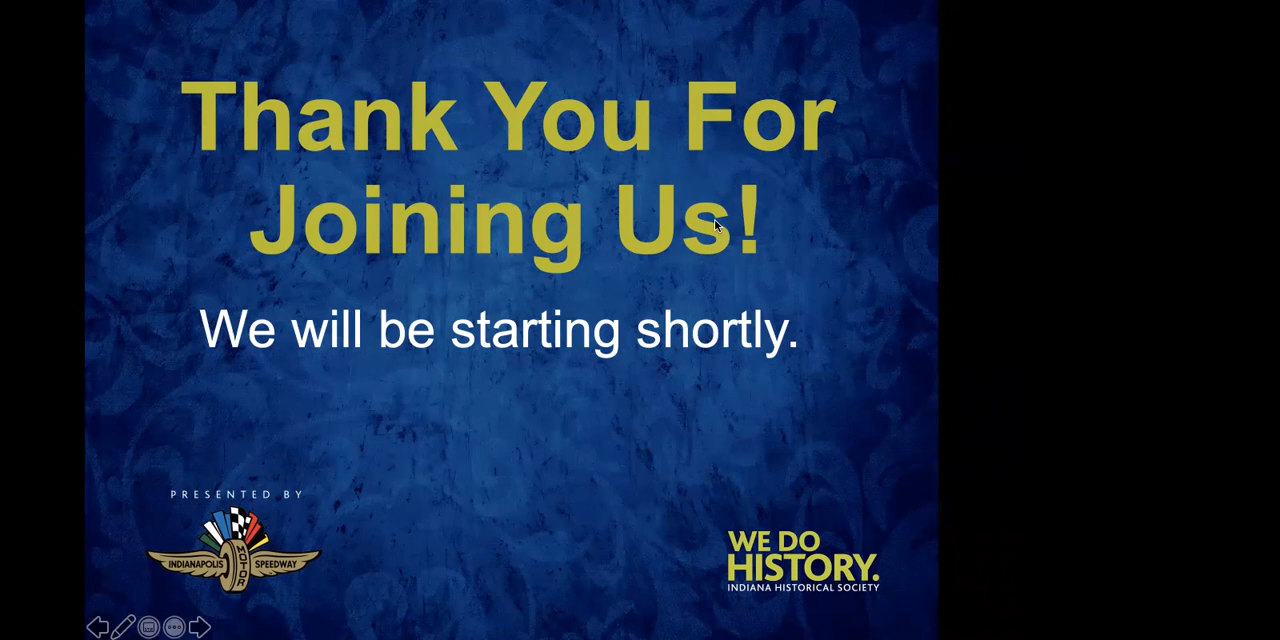 Thank You For
Joining Us!
We will be starting shortly.
PRESENTED BY
INDIANAPOLIS MOTOR SPEEDWAY
WE DO
HISTORY.
INDIANA HISTORICAL SOCIETY